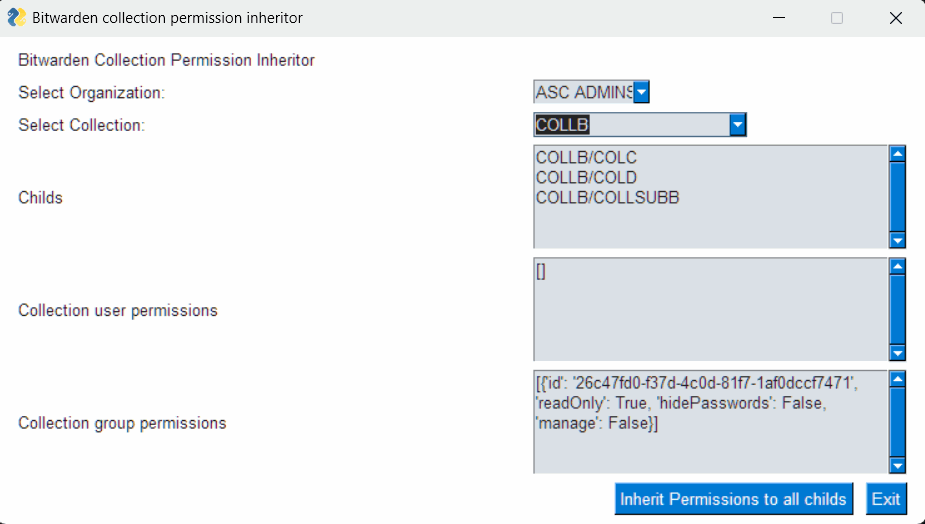 Bitwarden collection permission inheritor
Bitwarden Collection Permission Inheritor
Select Organization:
ASC ADMINS
Select Collection:
COLLB
Childs
COLLB/COLC
COLLB/COLD
COLLB/COLLSUBB
Collection user permissions
[]
Collection group permissions
[{'id': '26c47fd0-f37d-4c0d-81f7-1af0dccf7471',
'readOnly': True, 'hidePasswords': False,
'manage': False}]
Inherit Permissions to all childs
Exit